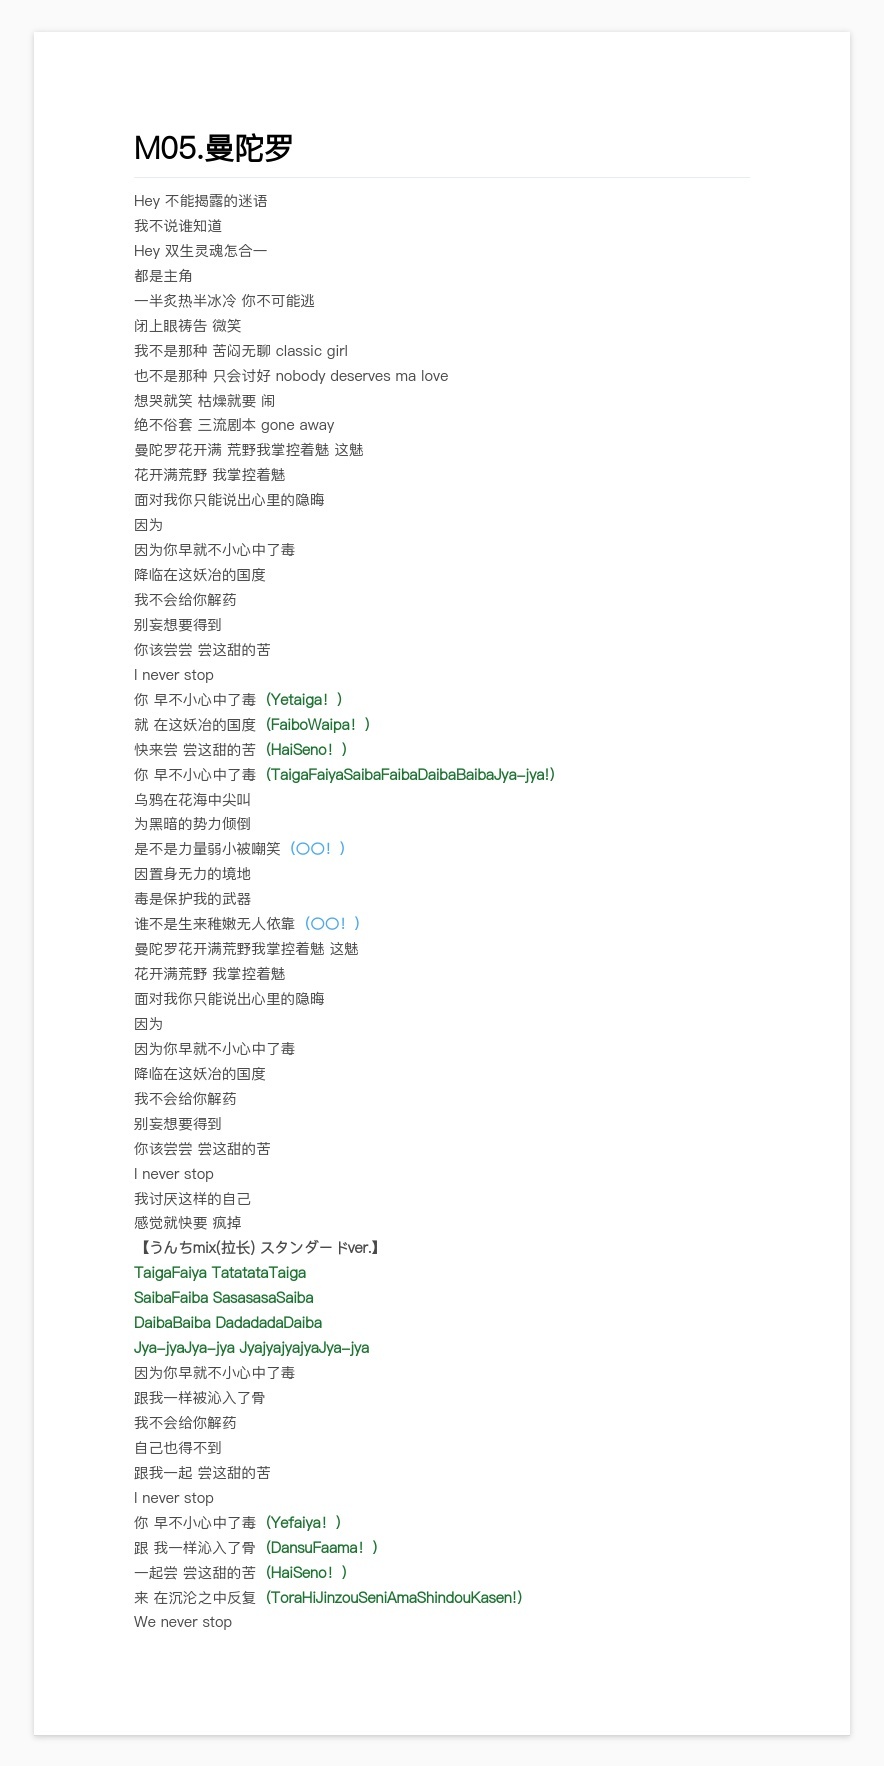 M05.曼陀罗
Hey 不能揭露的迷语
我不说谁知道
Hey 双生灵魂怎合一
都是主角
一半炙热半冰冷 你不可能逃
闭上眼祷告 微笑
我不是那种 苦闷无聊 classic girl
也不是那种 只会讨好 nobody deserves ma love
想哭就笑 枯燥就要 闹
绝不俗套 三流剧本 gone away
曼陀罗花开满 荒野我掌控着魅 这魅
花开满荒野 我掌控着魅
面对我你只能说出心里的隐晦
因为
因为你早就不小心中了毒
降临在这妖冶的国度
我不会给你解药
别妄想要得到
你该尝尝 尝这甜的苦
I never stop
你 早不小心中了毒（Yetaiga！）
就 在这妖冶的国度（FaiboWaipa！）
快来尝 尝这甜的苦（HaiSeno！）
你 早不小心中了毒（TaigaFaiyaSaibaFaibaDaibaBaibaJya-jya!）
乌鸦在花海中尖叫
为黑暗的势力倾倒
是不是力量弱小被嘲笑（〇〇！）
因置身无力的境地
毒是保护我的武器
谁不是生来稚嫩无人依靠（〇〇！）
曼陀罗花开满荒野我掌控着魅 这魅
花开满荒野 我掌控着魅
面对我你只能说出心里的隐晦
因为
因为你早就不小心中了毒
降临在这妖冶的国度
我不会给你解药
别妄想要得到
你该尝尝 尝这甜的苦
I never stop
我讨厌这样的自己
感觉就快要 疯掉
【うんちmix(拉长) スタンダードver.】
TaigaFaiya TatatataTaiga
SaibaFaiba SasasasaSaiba
DaibaBaiba DadadadaDaiba
Jya-jyaJya-jya JyajyajyajyaJya-jya
因为你早就不小心中了毒
跟我一样被沁入了骨
我不会给你解药
自己也得不到
跟我一起 尝这甜的苦
I never stop
你 早不小心中了毒（Yefaiya！）
跟 我一样沁入了骨（DansuFaama！）
一起尝 尝这甜的苦（HaiSeno！）
来 在沉沦之中反复（ToraHiJinzouSeniAmaShindouKasen!）
We never stop